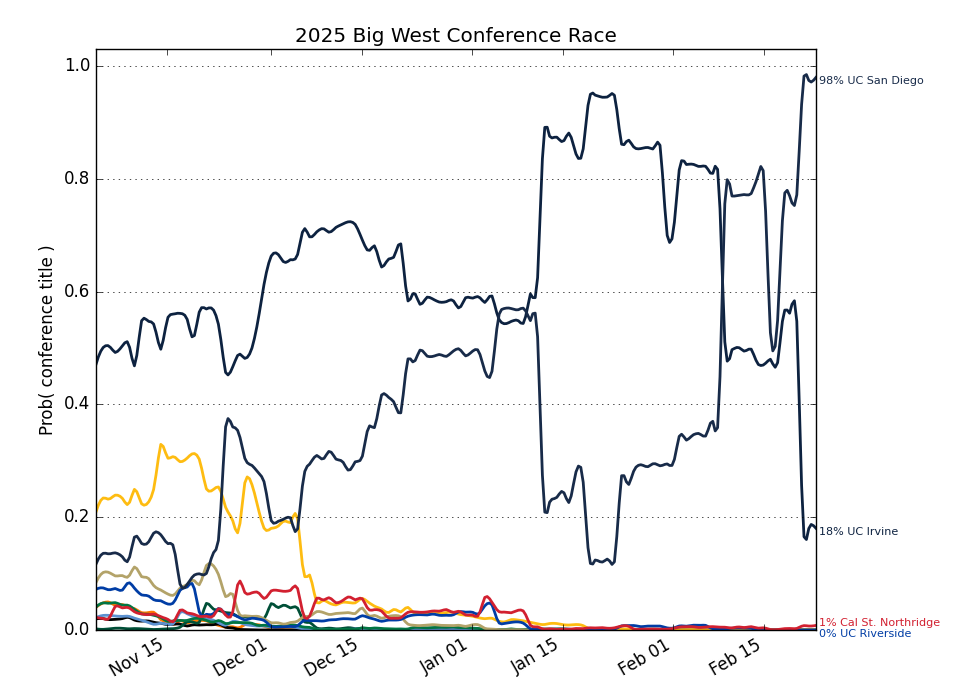 2025 Big West Conference Race
1.0
0.8
0.6
0.4
0.2
0.0
Prob( conference title )
98% UC San Diego
18% UC Irvine
1% Cal St. Northridge
0% UC Riverside
Nov 15
Dec 01
Dec 15
Jan 01
Jan 15
Feb 01
Feb 15